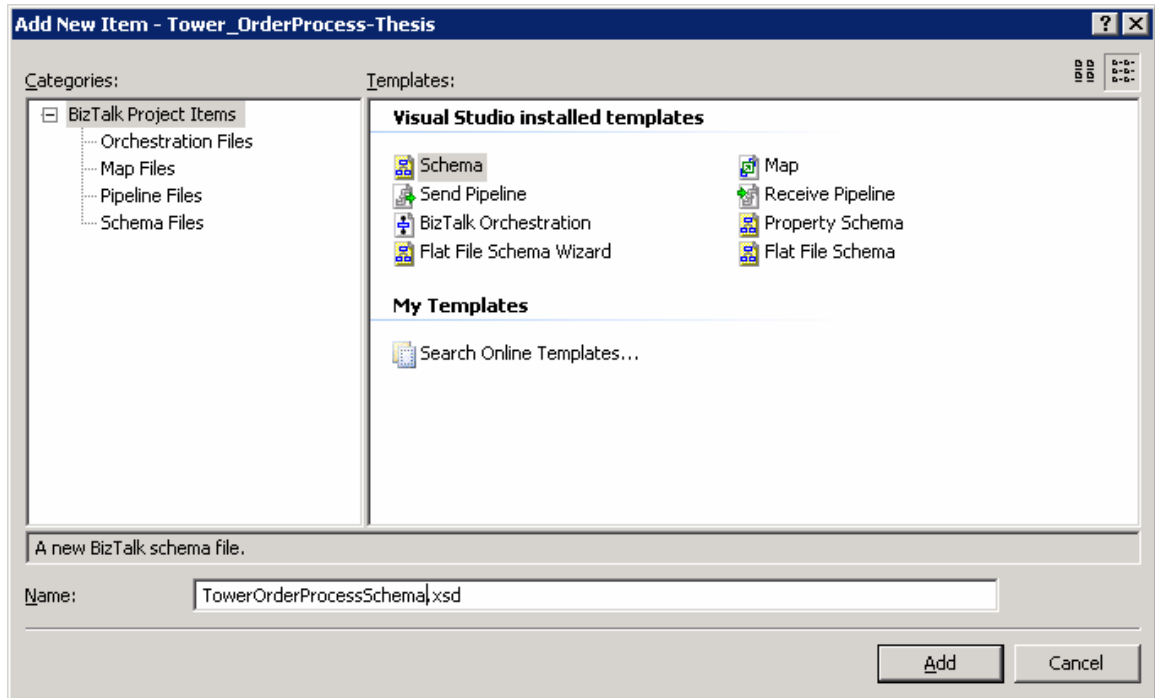 Add New Item - Tower_OrderProcess-Thesis
Categories:
Templates:
BizTalk Project Items
Orchestration Files
Map Files
Pipeline Files
Schema Files
Visual Studio installed templates
Schema
Map
Send Pipeline
Receive Pipeline
BizTalk Orchestration
Property Schema
Flat File Schema Wizard
Flat File Schema
My Templates
Search Online Templates...
A new BizTalk schema file.
Name:
TowerOrderProcessSchema.xsd
Add
Cancel